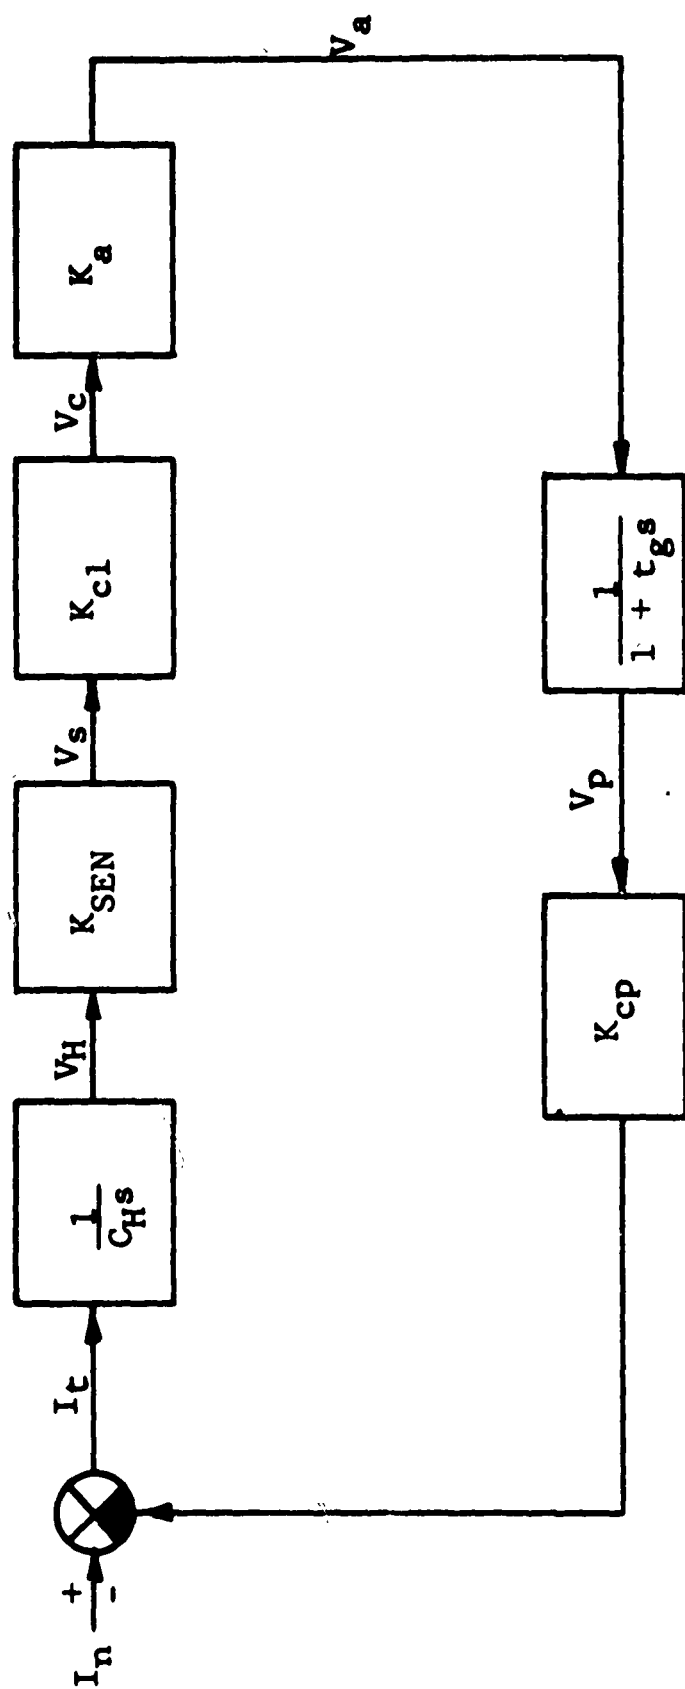 I_n
+
-
I_t
1
C_H s
V_H
K_SEN
V_s
K_cl
V_c
K_a
V_a
1
1 + t_g s
V_p
K_cp